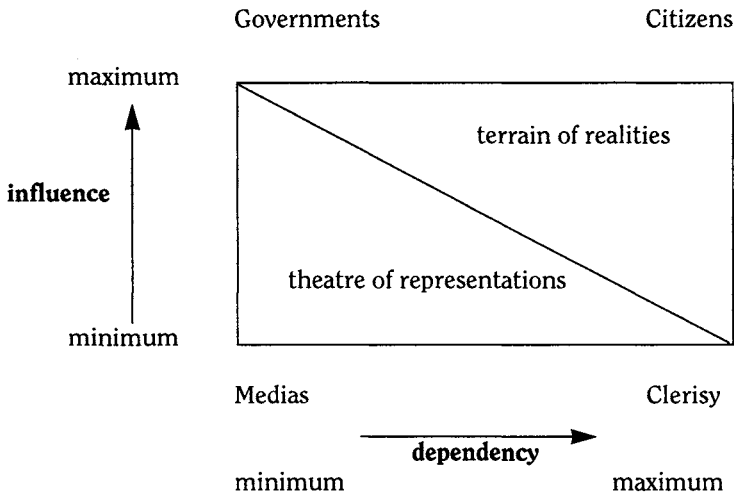 Governments Citizens
maximum
terrain of realities
influence
theatre of representations
minimum
Medias Clerisy
dependency
minimum maximum